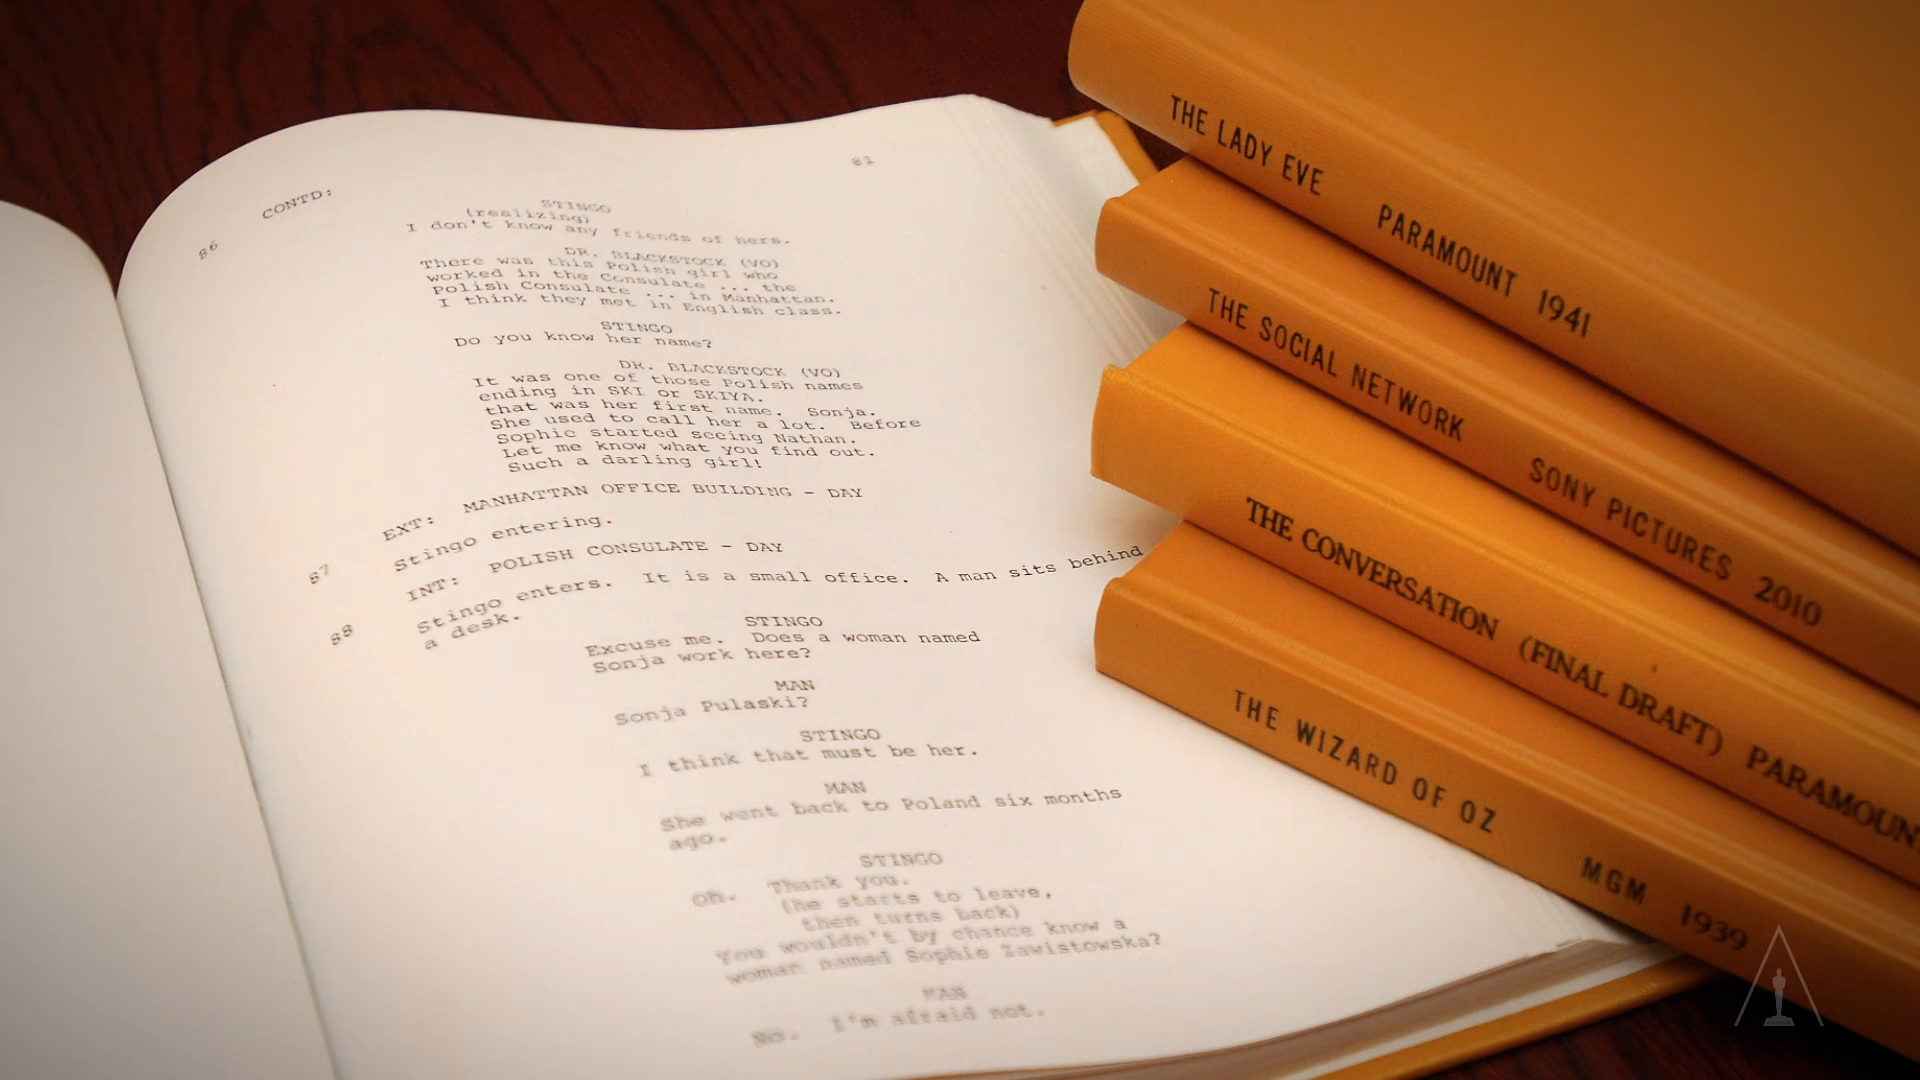 81
CONTD:
86
STINGO
(realizing)
I don't know any friends of hers.
DR. BLACKSTOCK (VO)
There was this Polish girl who
worked in the Consulate ... the
Polish Consulate ... in Manhattan.
I think they met in English class.
STINGO
Do you know her name?
DR. BLACKSTOCK (VO)
It was one of those Polish names
ending in SKI or SKIYA.
that was her first name. Sonja.
She used to call her a lot. Before
Sophie started seeing Nathan.
Let me know what you find out.
Such a darling girl!
EXT: MANHATTAN OFFICE BUILDING - DAY
87
Stingo entering.
INT: POLISH CONSULATE - DAY
88
Stingo enters. It is a small office. A man sits behind
a desk.
STINGO
Excuse me. Does a woman named
Sonja work here?
MAN
Sonja Pulaski?
STINGO
I think that must be her.
MAN
She went back to Poland six months
ago.
STINGO
Oh. Thank you.
(he starts to leave,
then turns back)
You wouldn't by chance know a
woman named Sophie Zawistowska?
MAN
No. I'm afraid not.
THE LADY EVE PARAMOUNT 1941
THE SOCIAL NETWORK SONY PICTURES 2010
THE CONVERSATION (FINAL DRAFT) PARAMOUN
THE WIZARD OF OZ MGM 1939